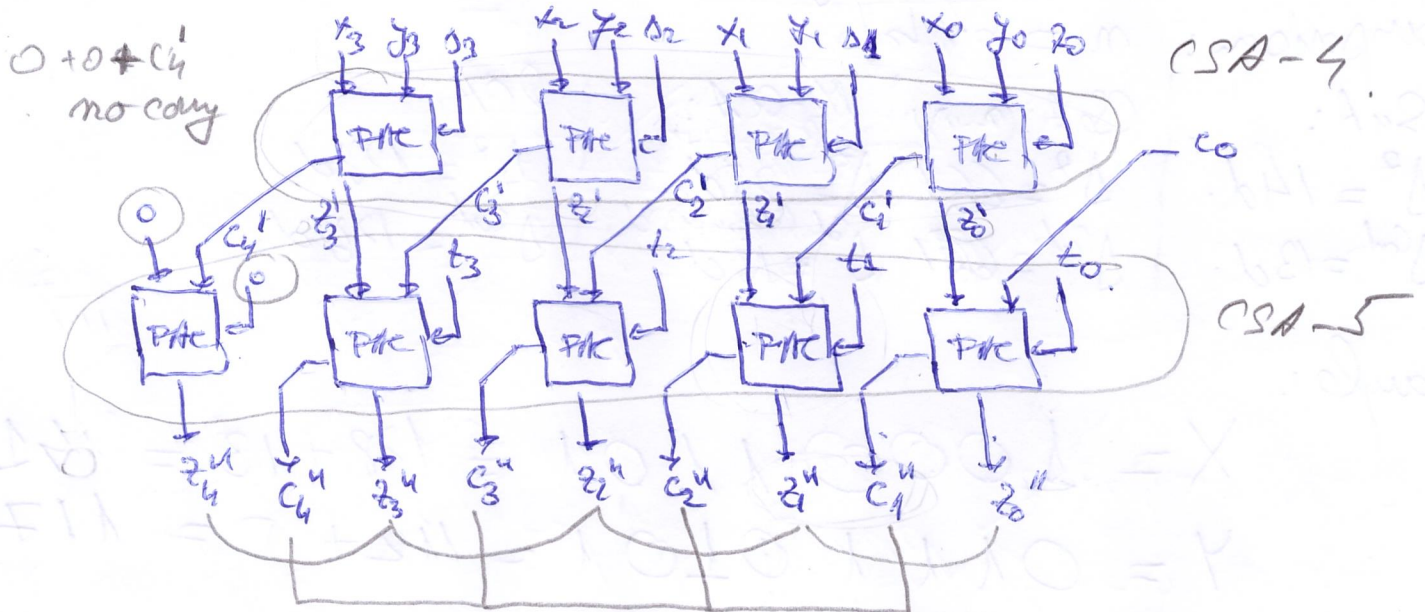 x3 y3 s3 x2 y2 s2 x1 y1 s1 x0 y0 z0
0 + 0 + c4'
no carry
CSA-4
FAC FAC FAC FAC
c0
0 c4' z3' c3' z2' c2' z1' c1' z0'
0 t3 t2 t1 t0
FAC FAC FAC FAC FAC
CSA-5
z4" c4" z3" c3" z2" c2" z1" c1" z0"